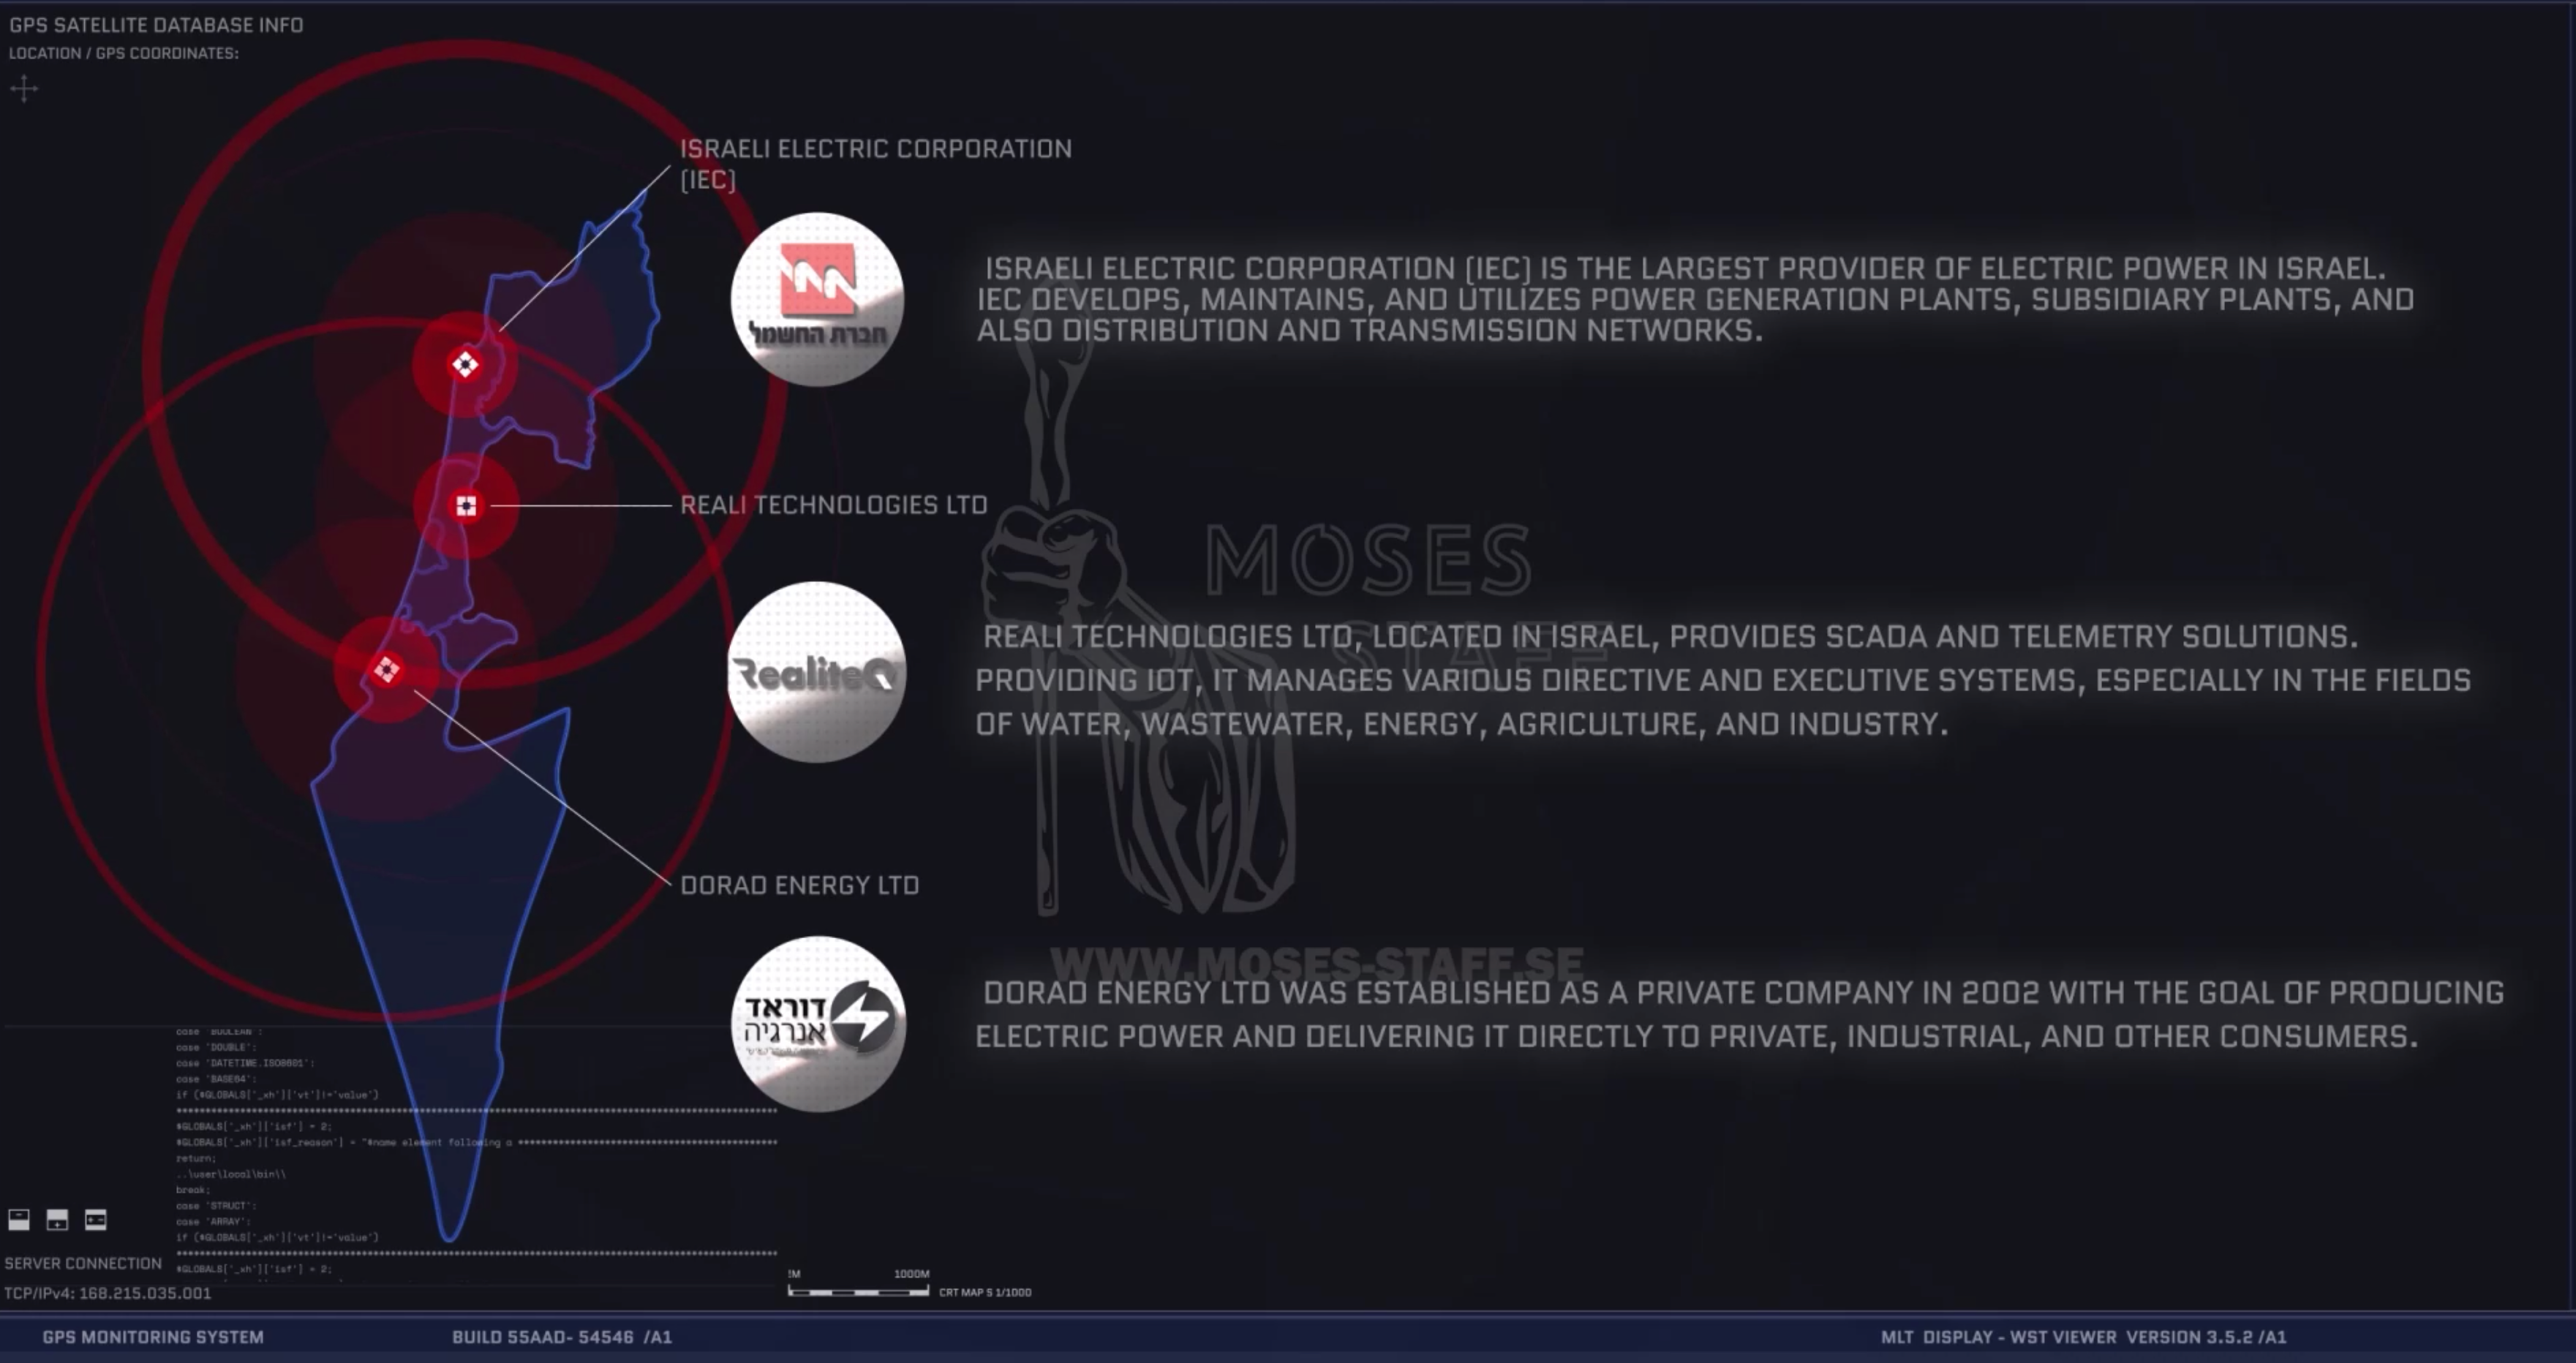 GPS SATELLITE DATABASE INFO
LOCATION / GPS COORDINATES:
ISRAELI ELECTRIC CORPORATION
(IEC)
חברת החשמל
ISRAELI ELECTRIC CORPORATION (IEC) IS THE LARGEST PROVIDER OF ELECTRIC POWER IN ISRAEL.
IEC DEVELOPS, MAINTAINS, AND UTILIZES POWER GENERATION PLANTS, SUBSIDIARY PLANTS, AND
ALSO DISTRIBUTION AND TRANSMISSION NETWORKS.
REALI TECHNOLOGIES LTD
MOSES
STAFF
RealiteQ
REALI TECHNOLOGIES LTD, LOCATED IN ISRAEL, PROVIDES SCADA AND TELEMETRY SOLUTIONS.
PROVIDING IOT, IT MANAGES VARIOUS DIRECTIVE AND EXECUTIVE SYSTEMS, ESPECIALLY IN THE FIELDS
OF WATER, WASTEWATER, ENERGY, AGRICULTURE, AND INDUSTRY.
DORAD ENERGY LTD
WWW.MOSES-STAFF.SE
דוראד
אנרגיה
DORAD ENERGY LTD WAS ESTABLISHED AS A PRIVATE COMPANY IN 2002 WITH THE GOAL OF PRODUCING
ELECTRIC POWER AND DELIVERING IT DIRECTLY TO PRIVATE, INDUSTRIAL, AND OTHER CONSUMERS.
case 'BOOLEAN':
case 'DOUBLE':
case 'DATETIME.ISO8601':
case 'BASE64':
if (#GLOBALS['_xh']['vt']!='value')
#GLOBALS['_xh']['isf'] = 2;
#GLOBALS['_xh']['isf_reason'] = "#name element following a
return;
..\user\local\bin\\
break;
case 'STRUCT':
case 'ARRAY':
if (#GLOBALS['_xh']['vt']!='value')
#GLOBALS['_xh']['isf'] = 2;
SERVER CONNECTION
TCP/IPv4: 168.215.035.001
1000M
CRT MAP S 1/1000
GPS MONITORING SYSTEM
BUILD 55AAD- 54546 /A1
MLT DISPLAY - WST VIEWER VERSION 3.5.2 /A1